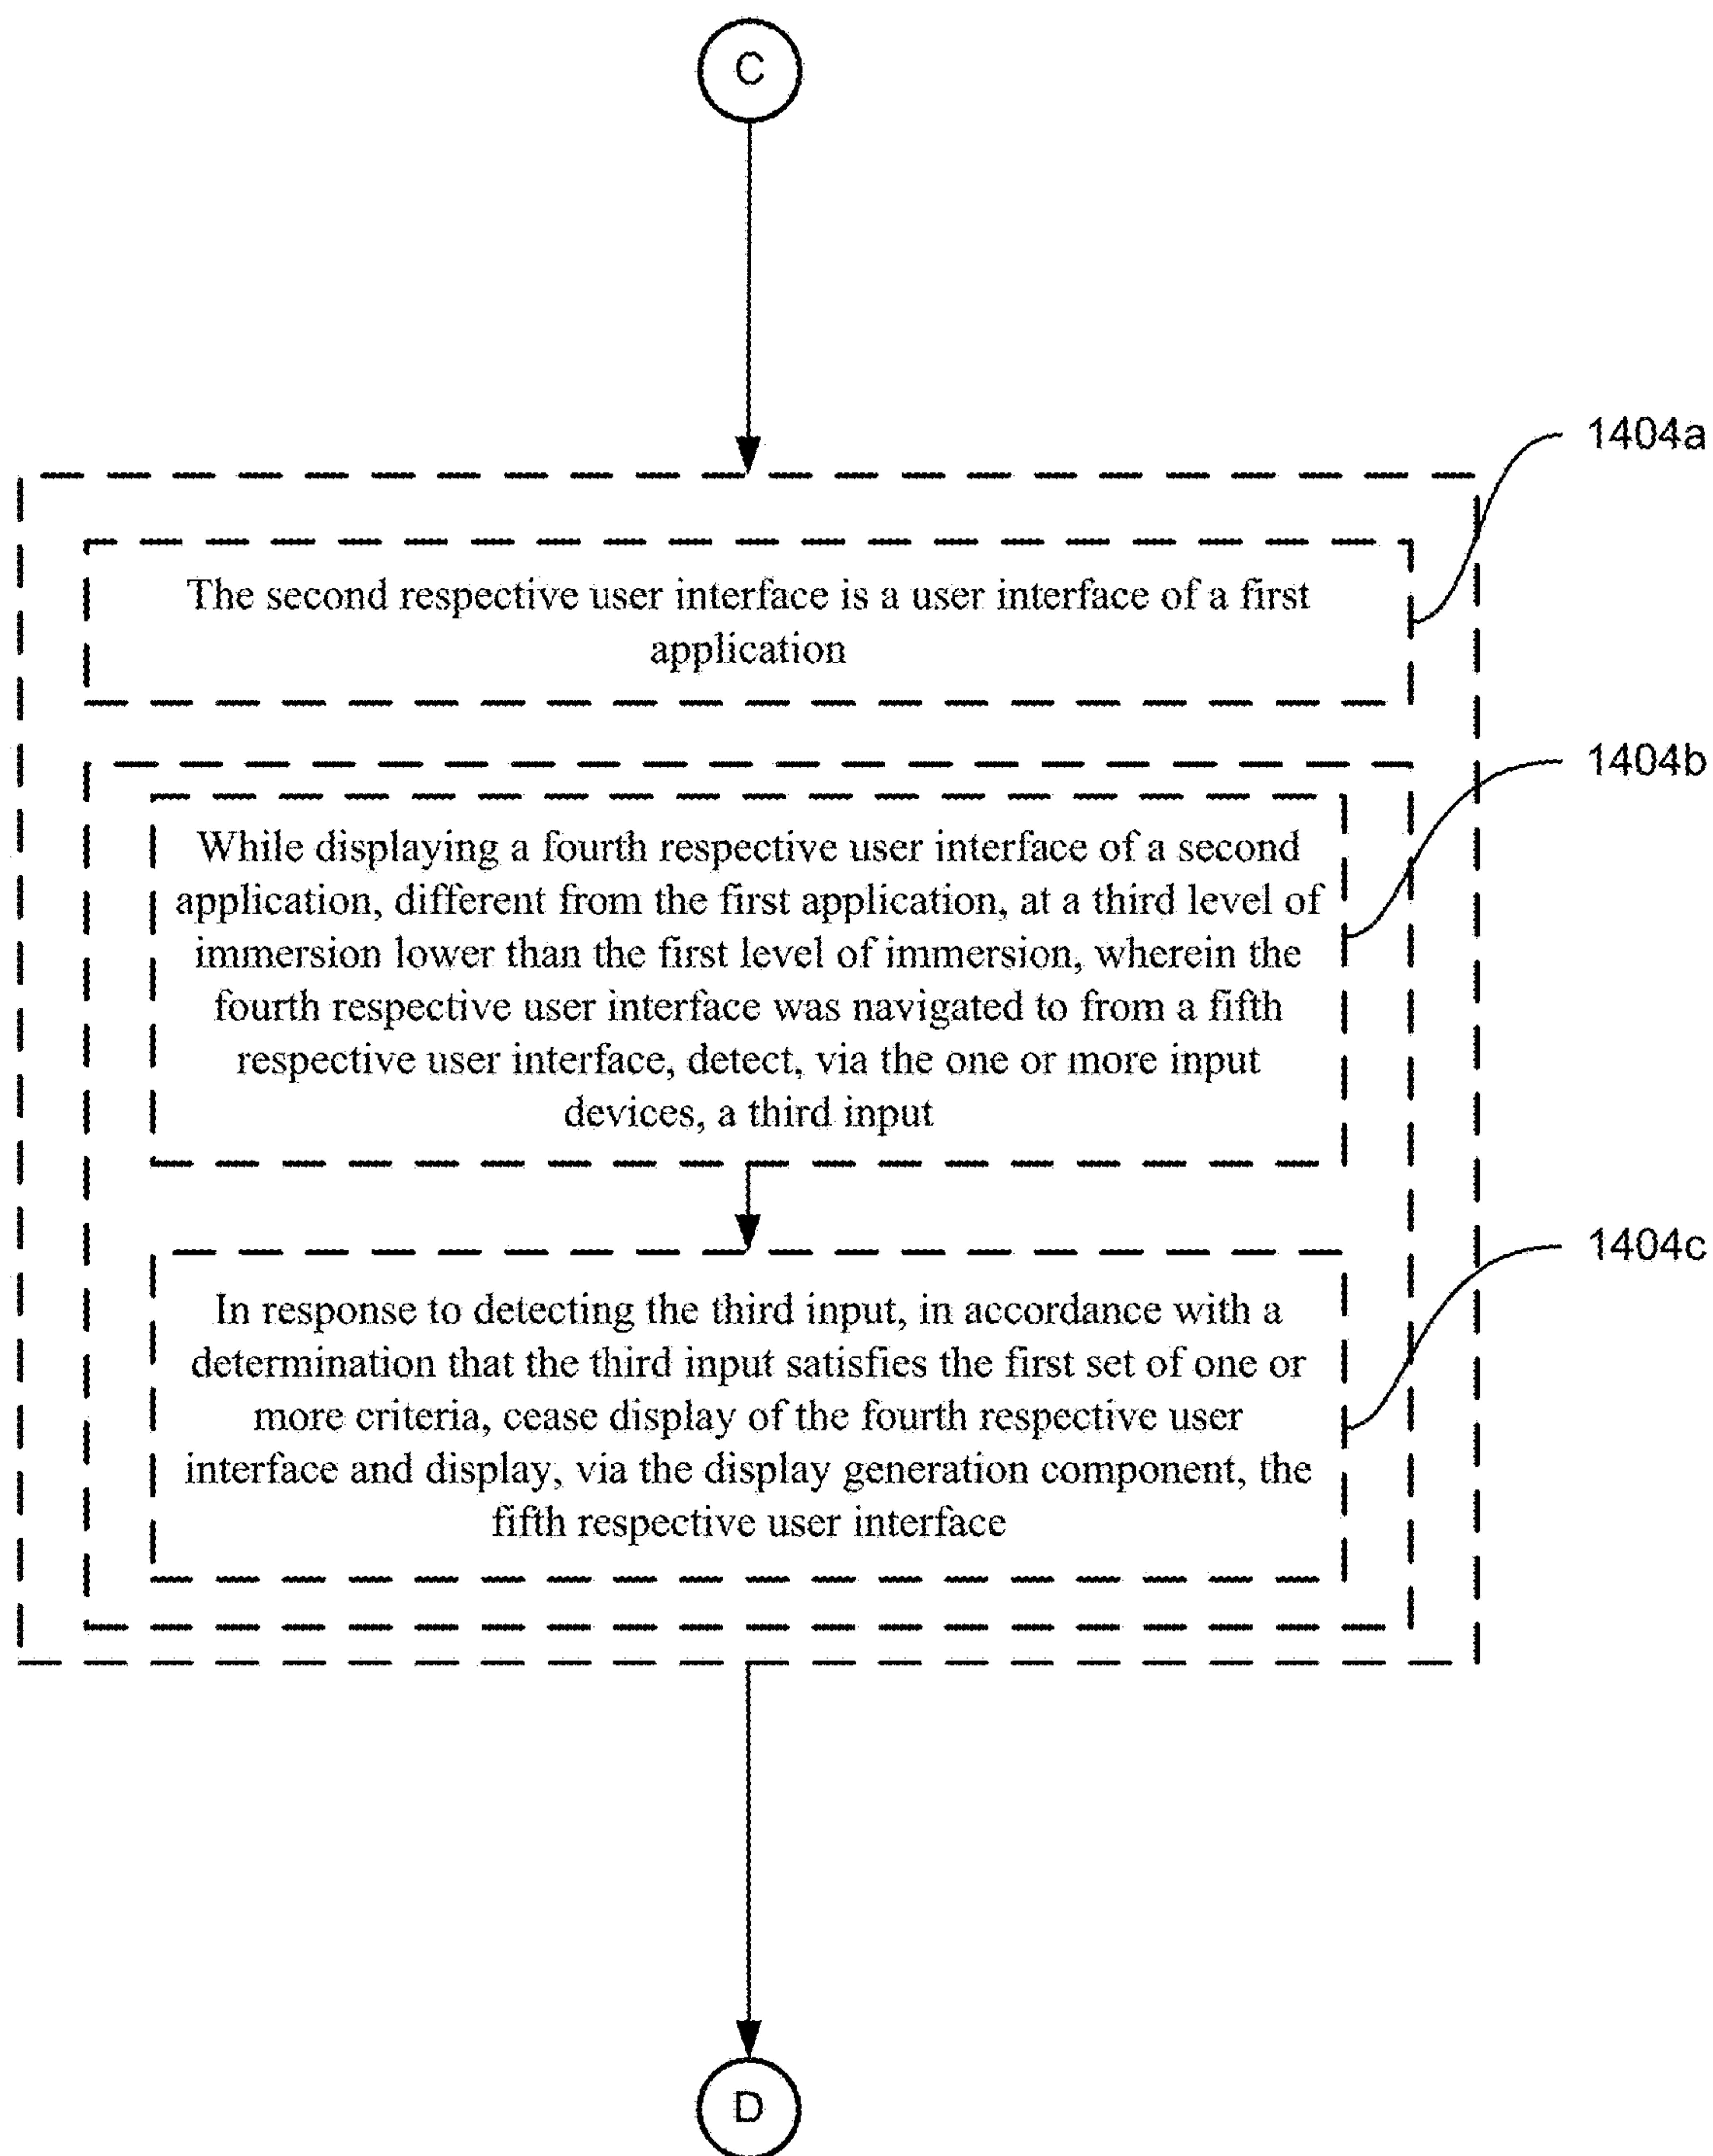 C
1404a
The second respective user interface is a user interface of a first
application
1404b
While displaying a fourth respective user interface of a second
application, different from the first application, at a third level of
immersion lower than the first level of immersion, wherein the
fourth respective user interface was navigated to from a fifth
respective user interface, detect, via the one or more input
devices, a third input
1404c
In response to detecting the third input, in accordance with a
determination that the third input satisfies the first set of one or
more criteria, cease display of the fourth respective user
interface and display, via the display generation component, the
fifth respective user interface
D